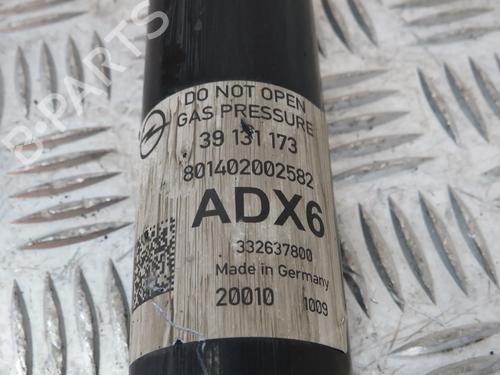 DO NOT OPEN
GAS PRESSURE
39 131 173
801402002582
ADX6
332637800
Made in Germany
20010 1009
B-PARTS